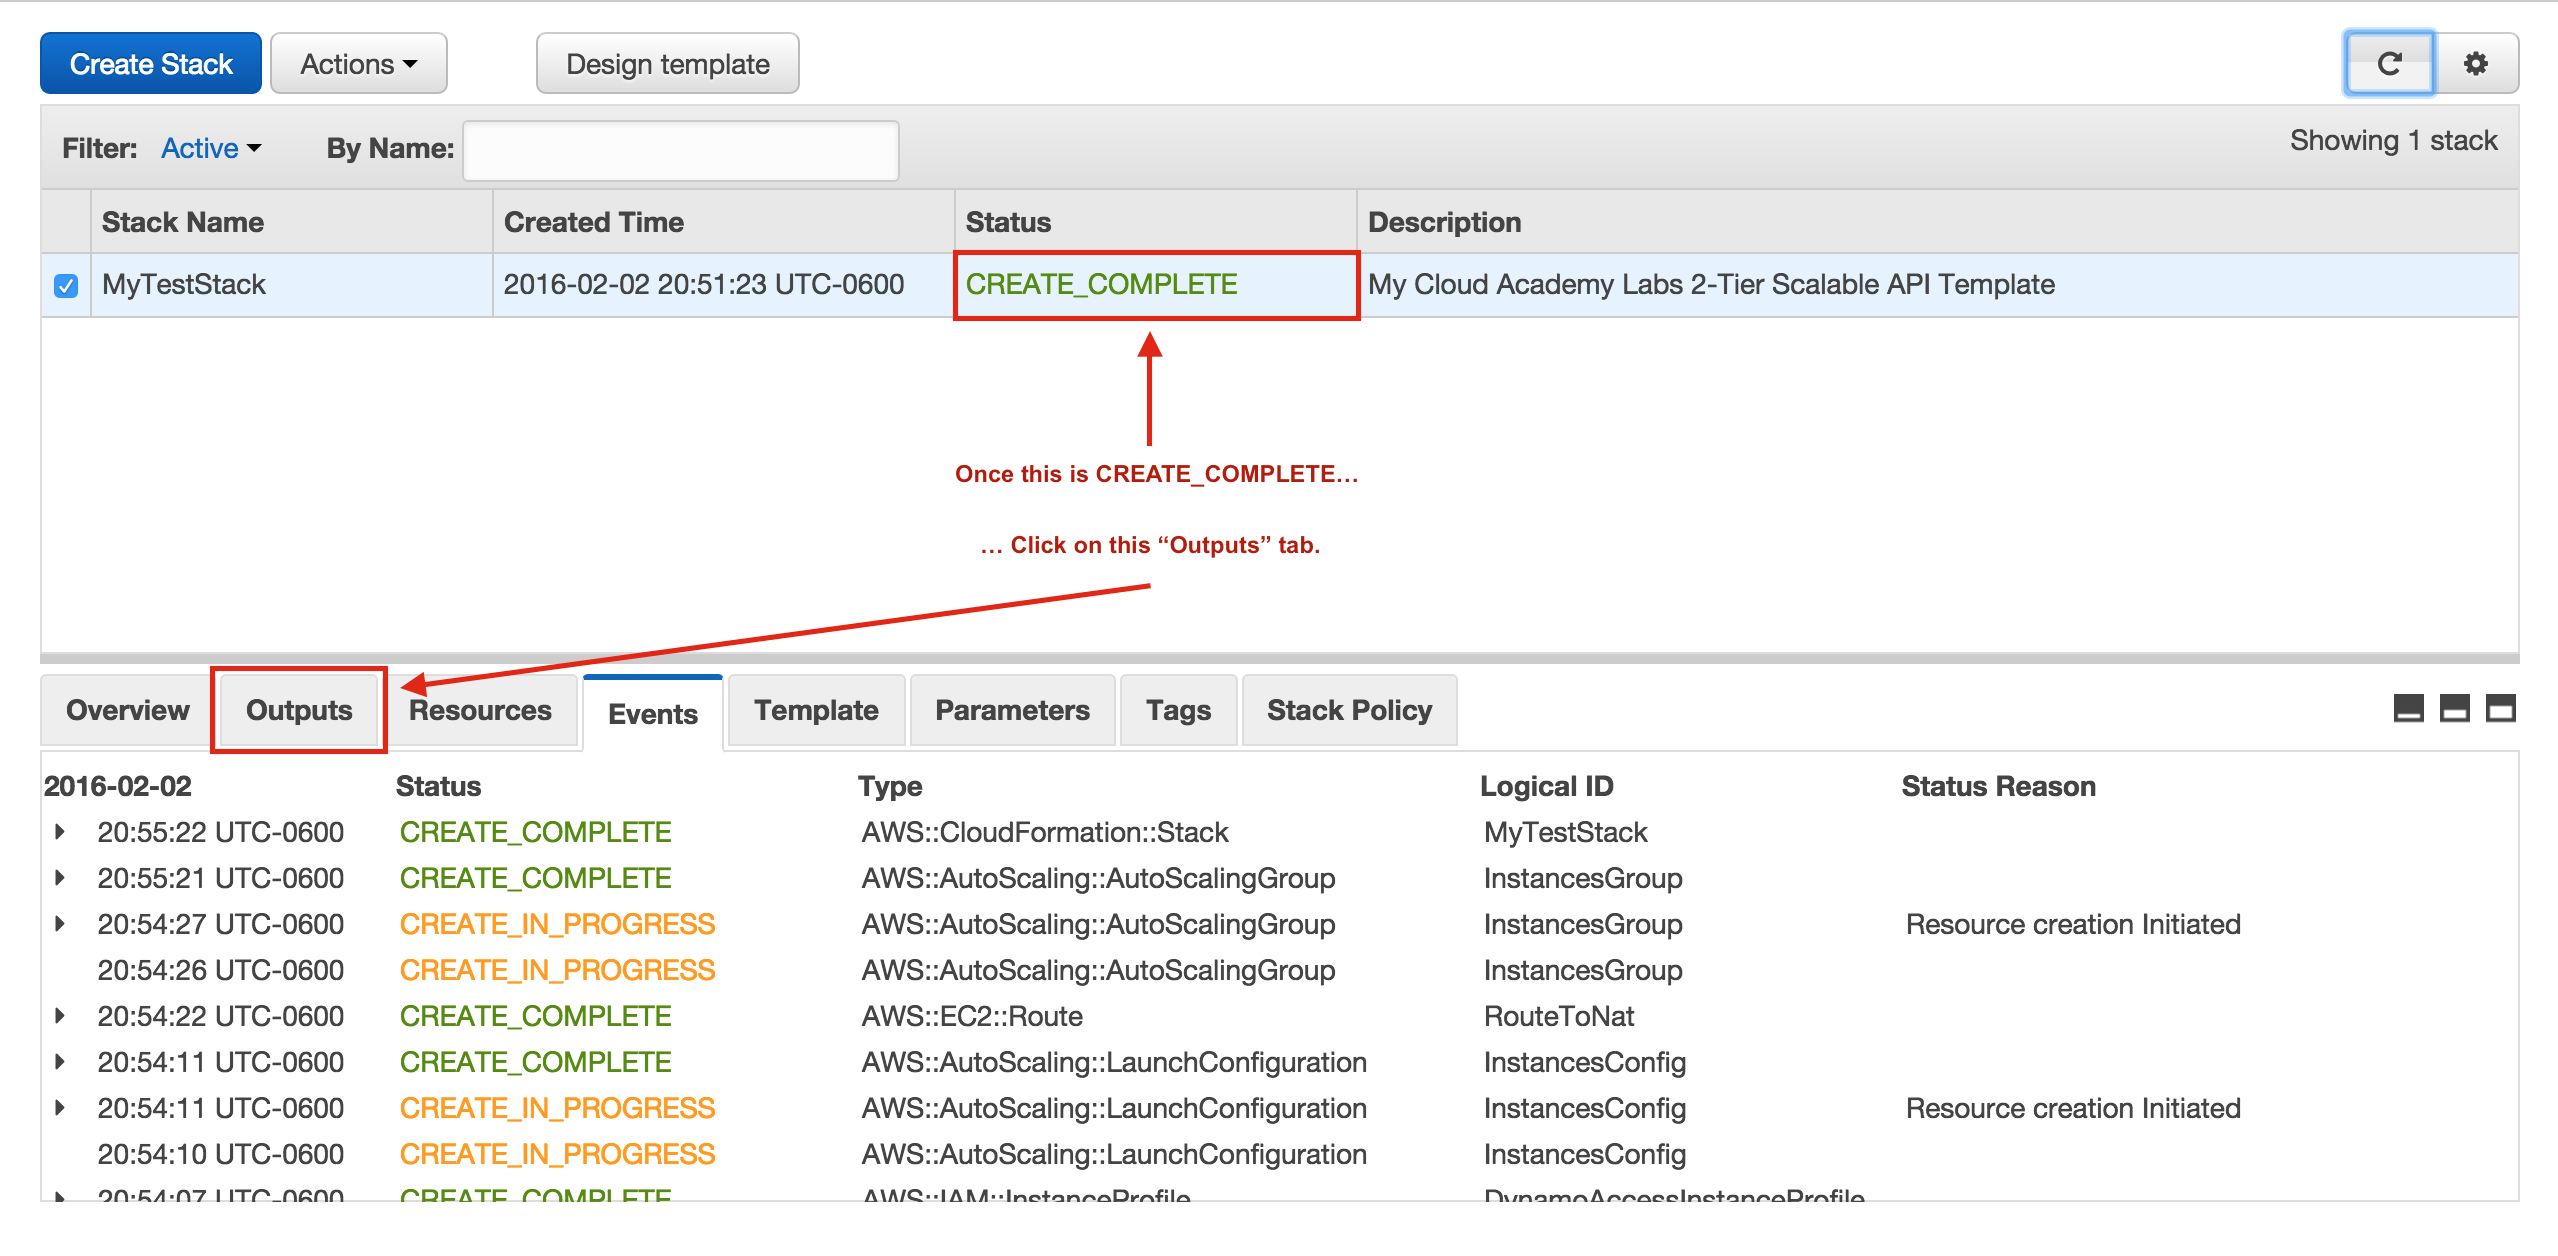 Create Stack Actions Design template
Filter: Active By Name: Showing 1 stack
Stack Name Created Time Status Description
MyTestStack 2016-02-02 20:51:23 UTC-0600 CREATE_COMPLETE My Cloud Academy Labs 2-Tier Scalable API Template
Once this is CREATE_COMPLETE…
… Click on this “Outputs” tab.
Overview Outputs Resources Events Template Parameters Tags Stack Policy
2016-02-02 Status Type Logical ID Status Reason
20:55:22 UTC-0600 CREATE_COMPLETE AWS::CloudFormation::Stack MyTestStack
20:55:21 UTC-0600 CREATE_COMPLETE AWS::AutoScaling::AutoScalingGroup InstancesGroup
20:54:27 UTC-0600 CREATE_IN_PROGRESS AWS::AutoScaling::AutoScalingGroup InstancesGroup Resource creation Initiated
20:54:26 UTC-0600 CREATE_IN_PROGRESS AWS::AutoScaling::AutoScalingGroup InstancesGroup
20:54:22 UTC-0600 CREATE_COMPLETE AWS::EC2::Route RouteToNat
20:54:11 UTC-0600 CREATE_COMPLETE AWS::AutoScaling::LaunchConfiguration InstancesConfig
20:54:11 UTC-0600 CREATE_IN_PROGRESS AWS::AutoScaling::LaunchConfiguration InstancesConfig Resource creation Initiated
20:54:10 UTC-0600 CREATE_IN_PROGRESS AWS::AutoScaling::LaunchConfiguration InstancesConfig
20:54:07 UTC-0600 CREATE_COMPLETE AWS::IAM::InstanceProfile DynamoAccessInstanceProfile